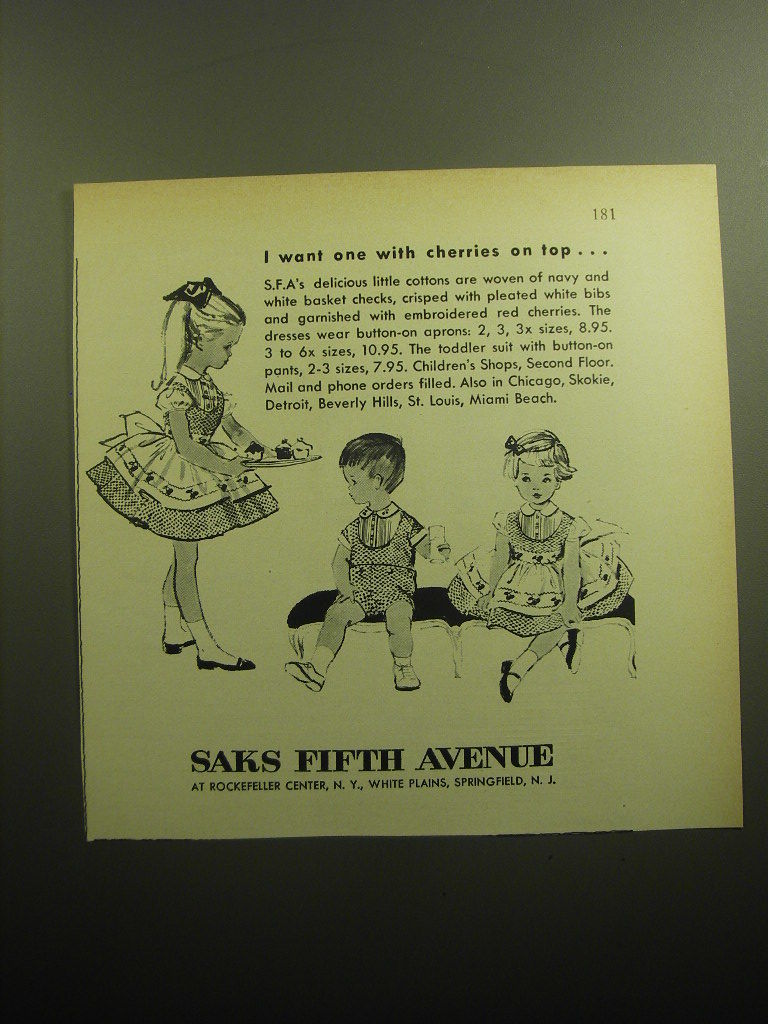 181
I want one with cherries on top...
S.F.A's delicious little cottons are woven of navy and
white basket checks, crisped with pleated white bibs
and garnished with embroidered red cherries. The
dresses wear button-on aprons: 2, 3, 3x sizes, 8.95.
3 to 6x sizes, 10.95. The toddler suit with button-on
pants, 2-3 sizes, 7.95. Children's Shops, Second Floor.
Mail and phone orders filled. Also in Chicago, Skokie,
Detroit, Beverly Hills, St. Louis, Miami Beach.
SAKS FIFTH AVENUE
AT ROCKEFELLER CENTER, N. Y., WHITE PLAINS, SPRINGFIELD, N. J.